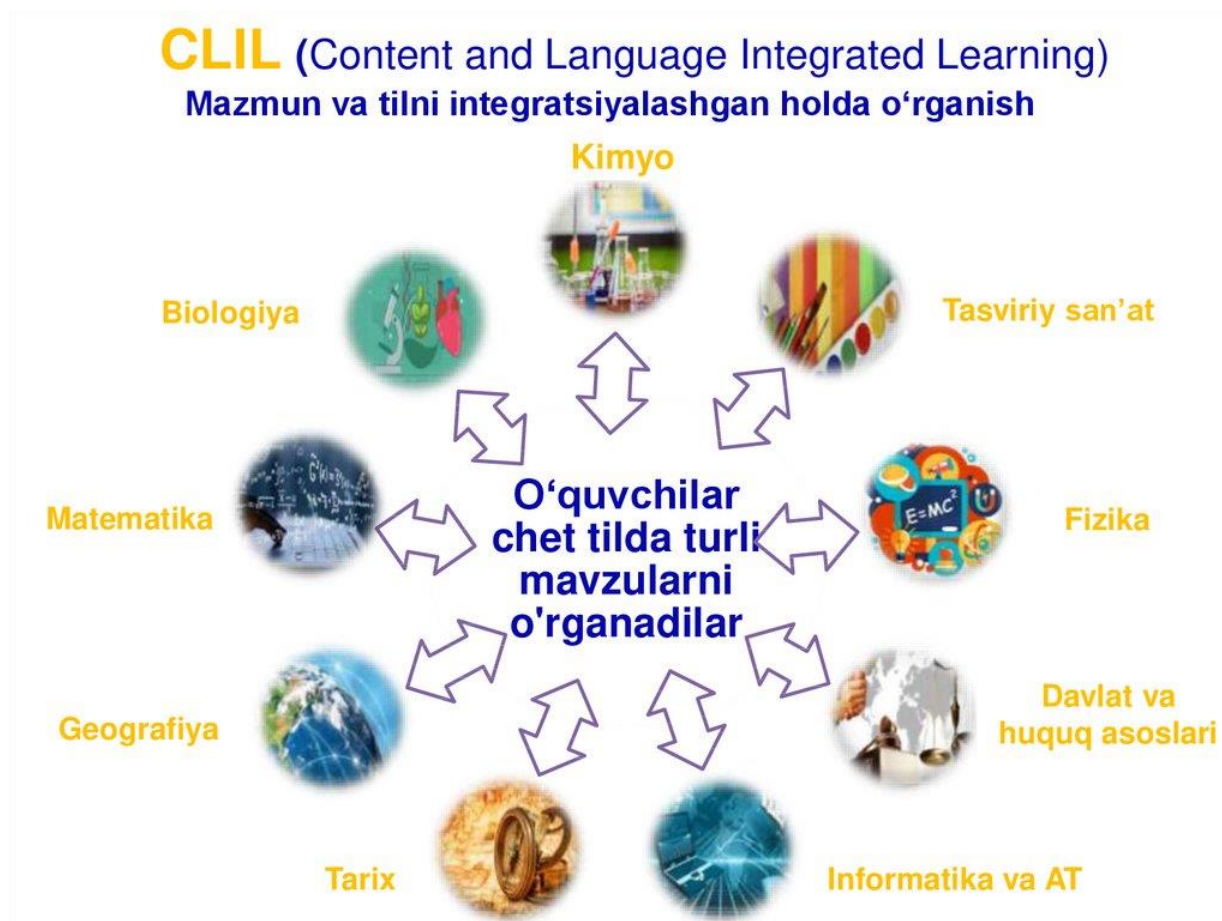 CLIL (Content and Language Integrated Learning)
Mazmun va tilni integratsiyalashgan holda o‘rganish
Kimyo
Biologiya
Tasviriy san’at
Matematika
O‘quvchilar
chet tilda turli
mavzularni
o'rganadilar
E=MC²
Fizika
Geografiya
Davlat va
huquq asoslari
Tarix
Informatika va AT